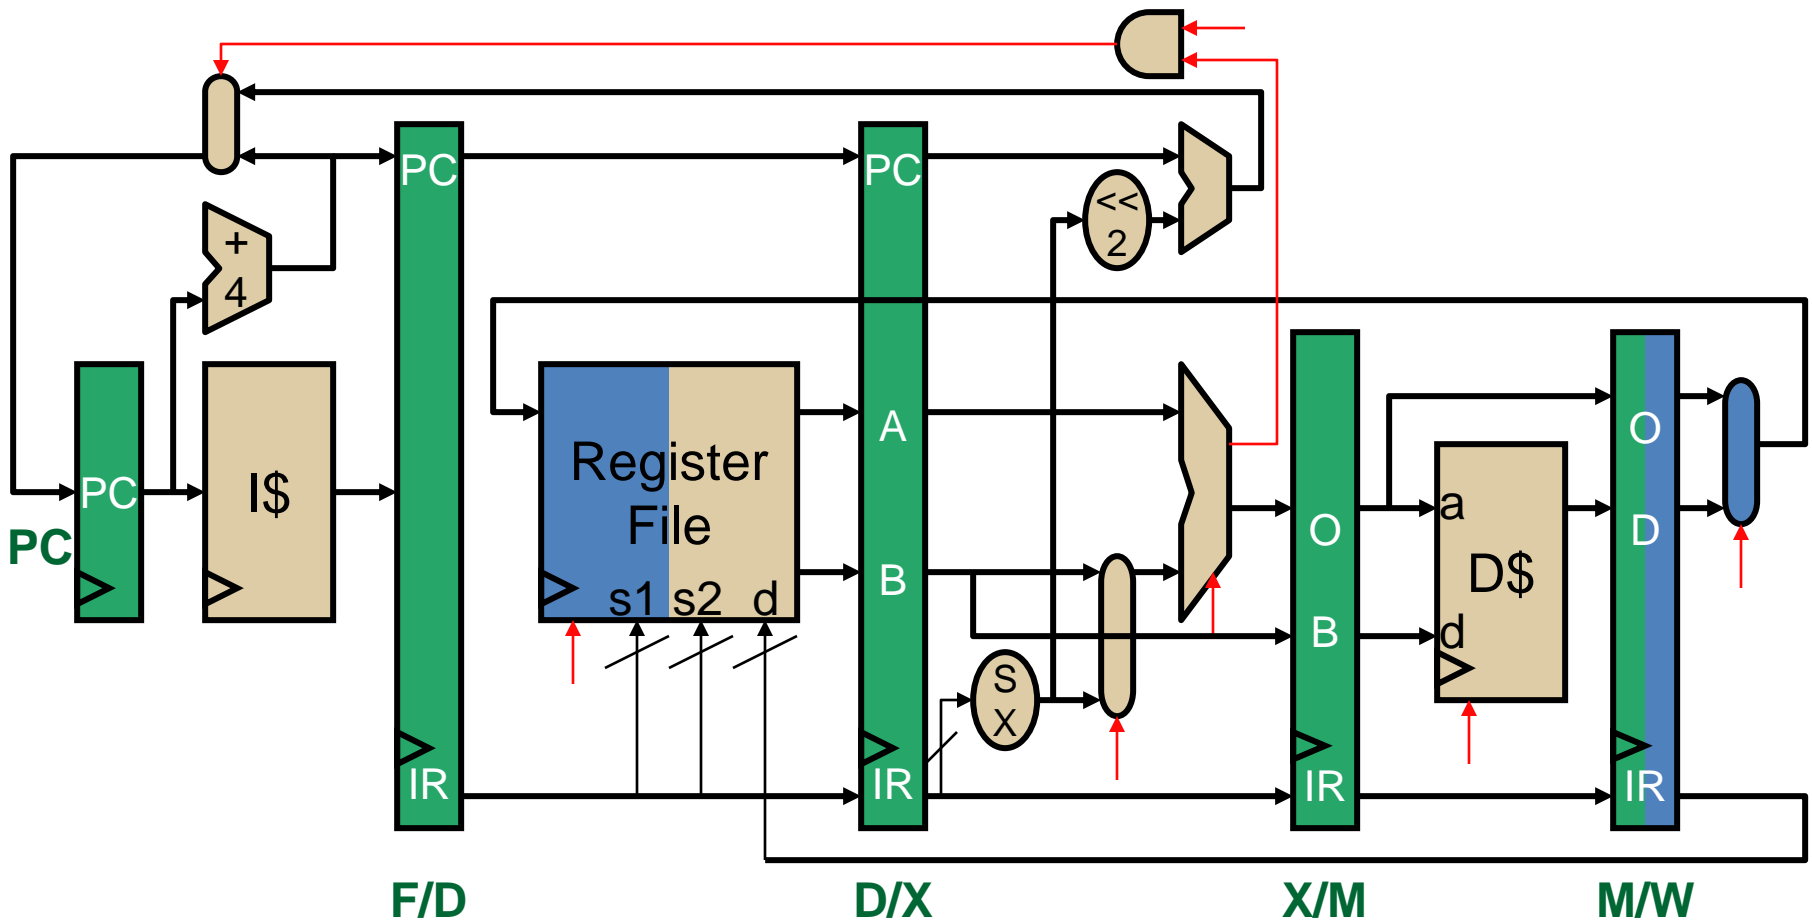 PC
PC
<<
2
+
4
A
O
PC
I$
Register
File
a
O
D
PC
D$
B
s1 s2 d
B
d
S
X
IR
IR
IR
IR
F/D
D/X
X/M
M/W